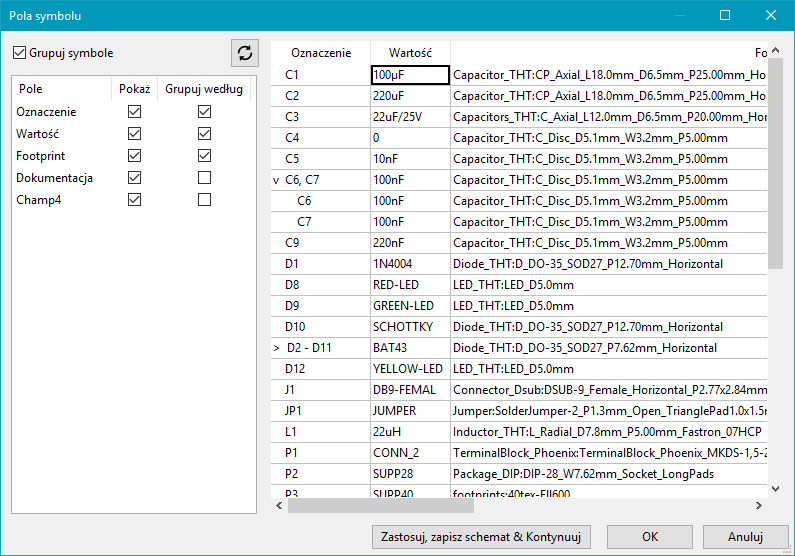 Pola symbolu
Grupuj symbole
Pole Pokaż Grupuj według
Oznaczenie
Wartość
Footprint
Dokumentacja
Champ4
Oznaczenie Wartość Fo
C1 100µF Capacitor_THT:CP_Axial_L18.0mm_D6.5mm_P25.00mm_Hor
C2 220uF Capacitor_THT:CP_Axial_L18.0mm_D6.5mm_P25.00mm_Hor
C3 22uF/25V Capacitors_THT:C_Axial_L12.0mm_D6.5mm_P20.00mm_Hor
C4 0 Capacitor_THT:C_Disc_D5.1mm_W3.2mm_P5.00mm
C5 10nF Capacitor_THT:C_Disc_D5.1mm_W3.2mm_P5.00mm
v C6, C7 100nF Capacitor_THT:C_Disc_D5.1mm_W3.2mm_P5.00mm
C6 100nF Capacitor_THT:C_Disc_D5.1mm_W3.2mm_P5.00mm
C7 100nF Capacitor_THT:C_Disc_D5.1mm_W3.2mm_P5.00mm
C9 220nF Capacitor_THT:C_Disc_D5.1mm_W3.2mm_P5.00mm
D1 1N4004 Diode_THT:D_DO-35_SOD27_P12.70mm_Horizontal
D8 RED-LED LED_THT:LED_D5.0mm
D9 GREEN-LED LED_THT:LED_D5.0mm
D10 SCHOTTKY Diode_THT:D_DO-35_SOD27_P12.70mm_Horizontal
> D2 - D11 BAT43 Diode_THT:D_DO-35_SOD27_P7.62mm_Horizontal
D12 YELLOW-LED LED_THT:LED_D5.0mm
J1 DB9-FEMAL Connector_Dsub:DSUB-9_Female_Horizontal_P2.77x2.84mm
JP1 JUMPER Jumper:SolderJumper-2_P1.3mm_Open_TrianglePad1.0x1.5m
L1 22uH Inductor_THT:L_Radial_D7.8mm_P5.00mm_Fastron_07HCP
P1 CONN_2 TerminalBlock_Phoenix:TerminalBlock_Phoenix_MKDS-1,5-2
P2 SUPP28 Package_DIP:DIP-28_W7.62mm_Socket_LongPads
P3 SUPP40 footprints:40tex-Ell600
Zastosuj, zapisz schemat & Kontynuuj OK Anuluj